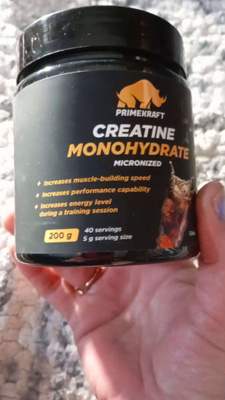 PRIMEKRAFT
CREATINE
MONOHYDRATE
MICRONIZED
+ Increases muscle-building speed
+ Increases performance capability
+ Increases energy level
during a training session
200 g
40 servings
5 g serving size